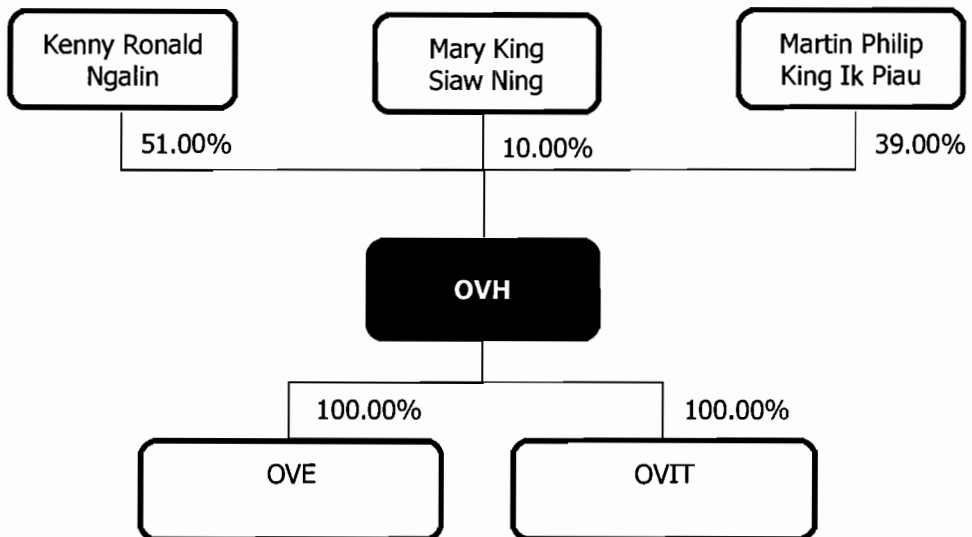 Kenny Ronald
Ngalin
Mary King
Siaw Ning
Martin Philip
King Ik Piau
51.00%
10.00%
39.00%
OVH
100.00%
100.00%
OVE
OVIT